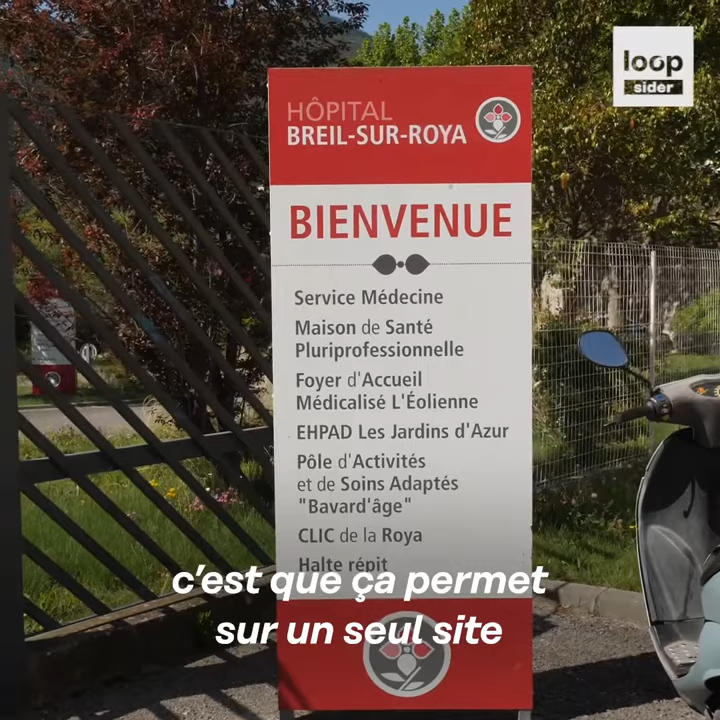 loop
sider
HÔPITAL
BREIL-SUR-ROYA
BIENVENUE
Service Médecine
Maison de Santé
Pluriprofessionnelle
Foyer d'Accueil
Médicalisé L'Éolienne
EHPAD Les Jardins d'Azur
Pôle d'Activités
et de Soins Adaptés
"Bavard'âge"
CLIC de la Roya
Halte répit
c'est que ça permet
sur un seul site